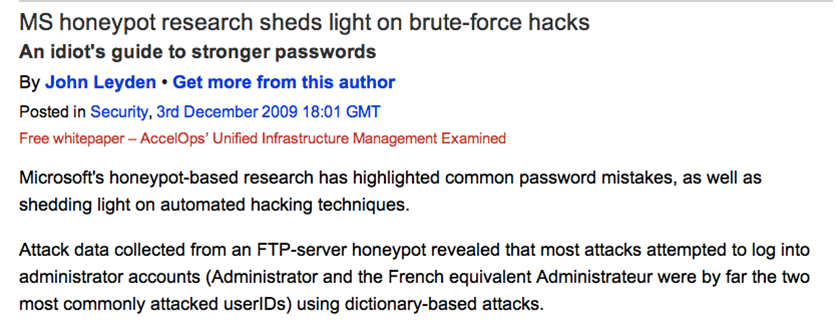 MS honeypot research sheds light on brute-force hacks
An idiot's guide to stronger passwords
By John Leyden • Get more from this author
Posted in Security, 3rd December 2009 18:01 GMT
Free whitepaper – AccelOps' Unified Infrastructure Management Examined
Microsoft's honeypot-based research has highlighted common password mistakes, as well as
shedding light on automated hacking techniques.
Attack data collected from an FTP-server honeypot revealed that most attacks attempted to log into
administrator accounts (Administrator and the French equivalent Administrateur were by far the two
most commonly attacked userIDs) using dictionary-based attacks.